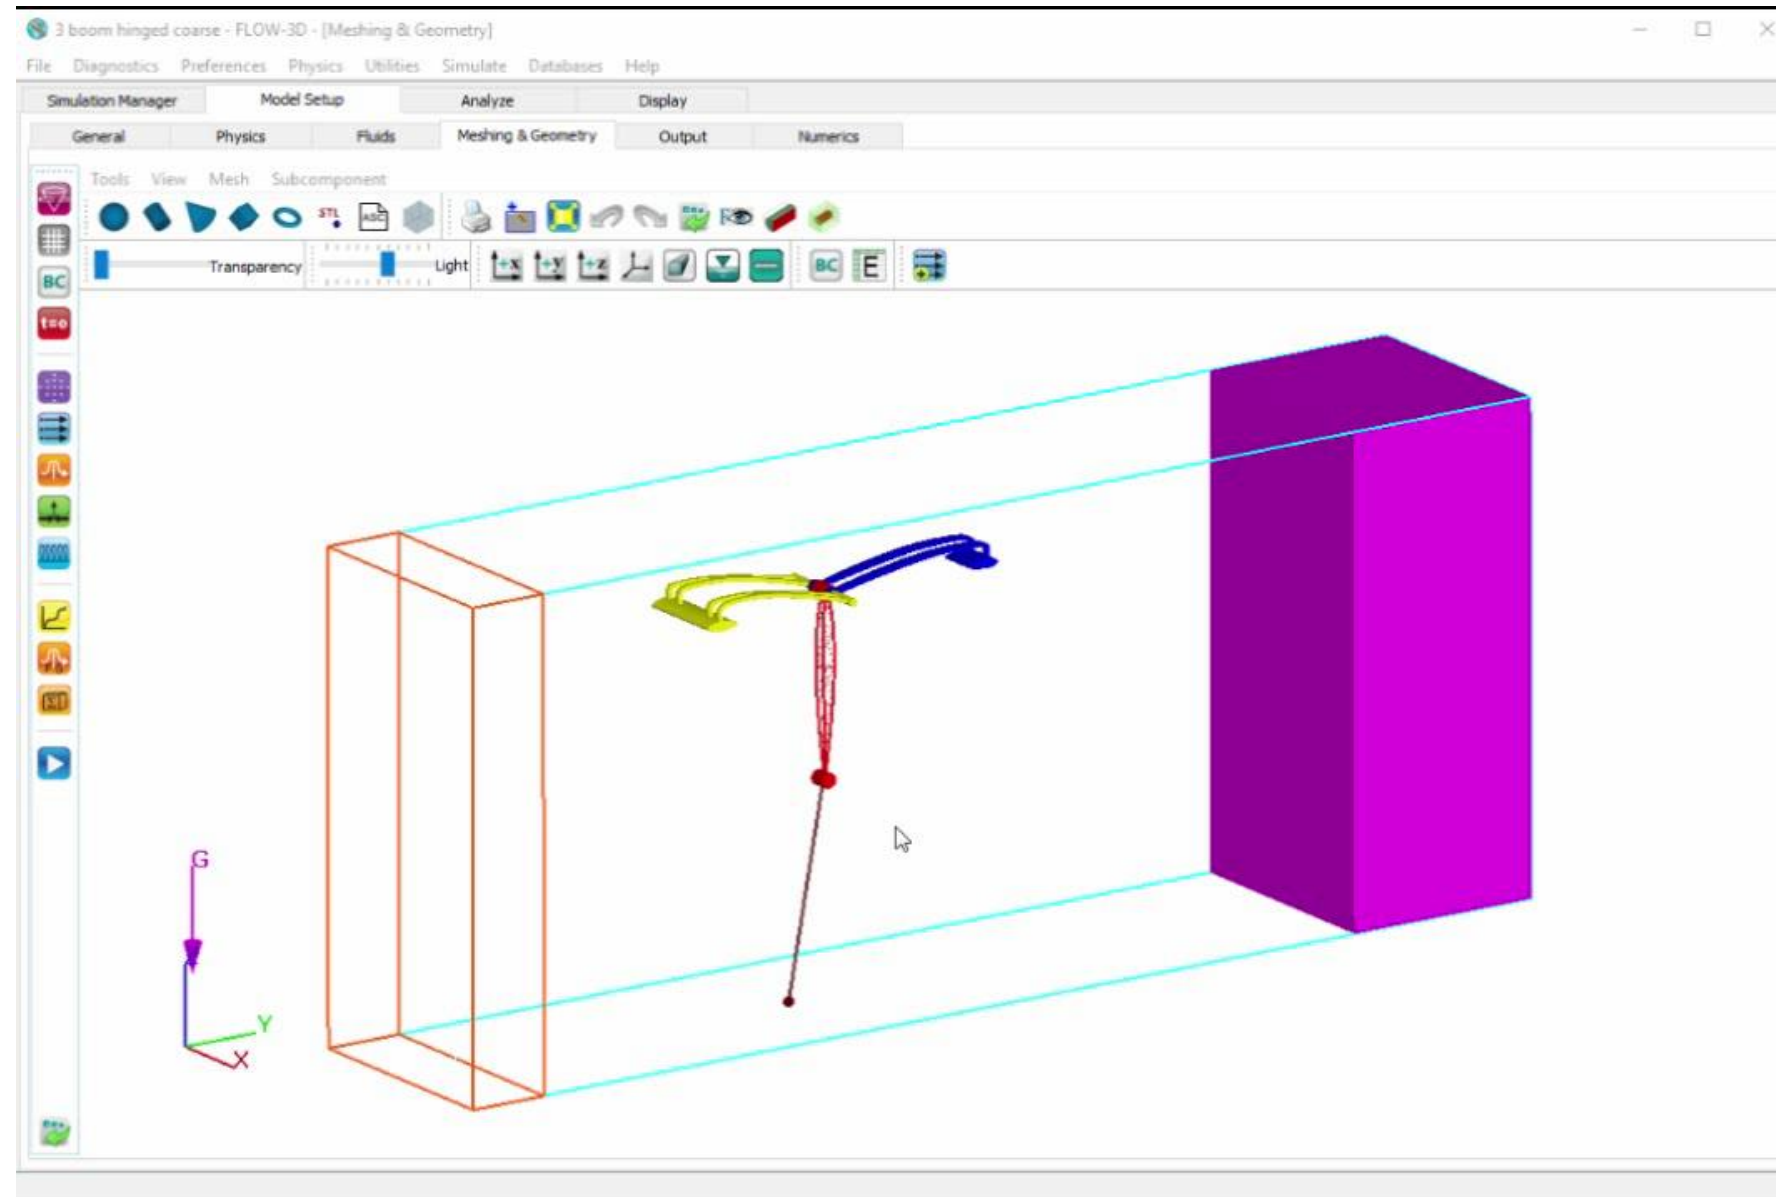 3 boom hinged coarse - FLOW-3D - [Meshing & Geometry]
File Diagnostics Preferences Physics Utilities Simulate Databases Help
Simulation Manager Model Setup Analyze Display
General Physics Fluids Meshing & Geometry Output Numerics
Tools View Mesh Subcomponent
STL ASC
Transparency Light +x +y +z BC E
BC
t=0
G
Y
X